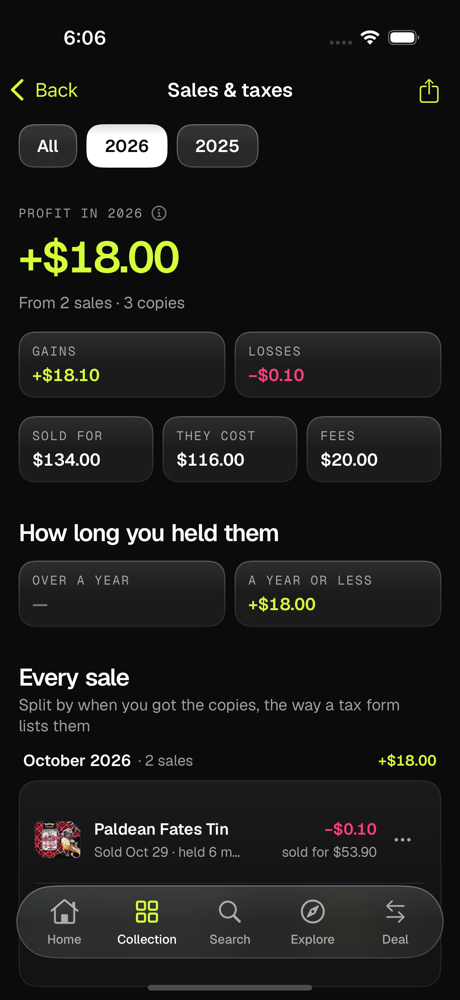 6:06
Back
Sales & taxes
All
2026
2025
PROFIT IN 2026
+$18.00
From 2 sales · 3 copies
GAINS
+$18.10
LOSSES
−$0.10
SOLD FOR
$134.00
THEY COST
$116.00
FEES
$20.00
How long you held them
OVER A YEAR
—
A YEAR OR LESS
+$18.00
Every sale
Split by when you got the copies, the way a tax form
lists them
October 2026 · 2 sales
+$18.00
Paldean Fates Tin
−$0.10
Sold Oct 29 · held 6 m...
sold for $53.90
Home
Collection
Search
Explore
Deal